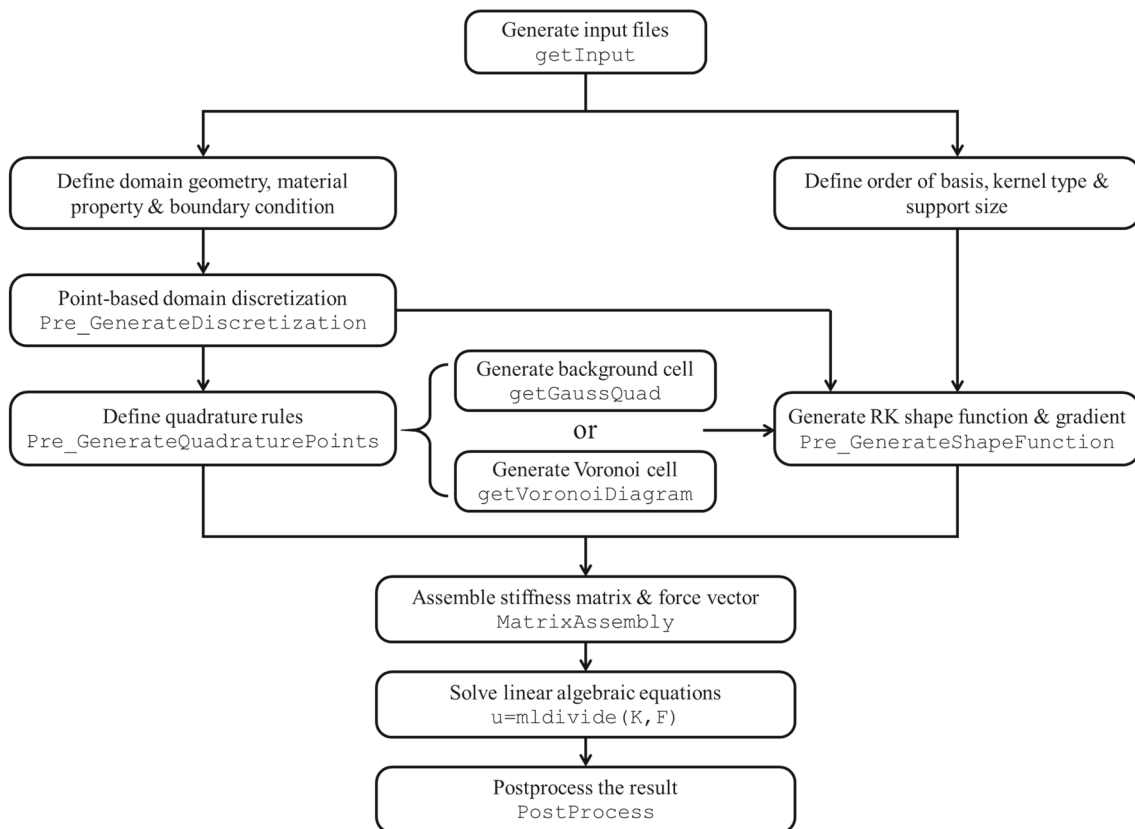 Generate input files
getInput
Define domain geometry, material
property & boundary condition
Define order of basis, kernel type &
support size
Point-based domain discretization
Pre_GenerateDiscretization
Define quadrature rules
Pre_GenerateQuadraturePoints
Generate background cell
getGaussQuad
or
Generate Voronoi cell
getVoronoiDiagram
Generate RK shape function & gradient
Pre_GenerateShapeFunction
Assemble stiffness matrix & force vector
MatrixAssembly
Solve linear algebraic equations
u=mldivide(K,F)
Postprocess the result
PostProcess